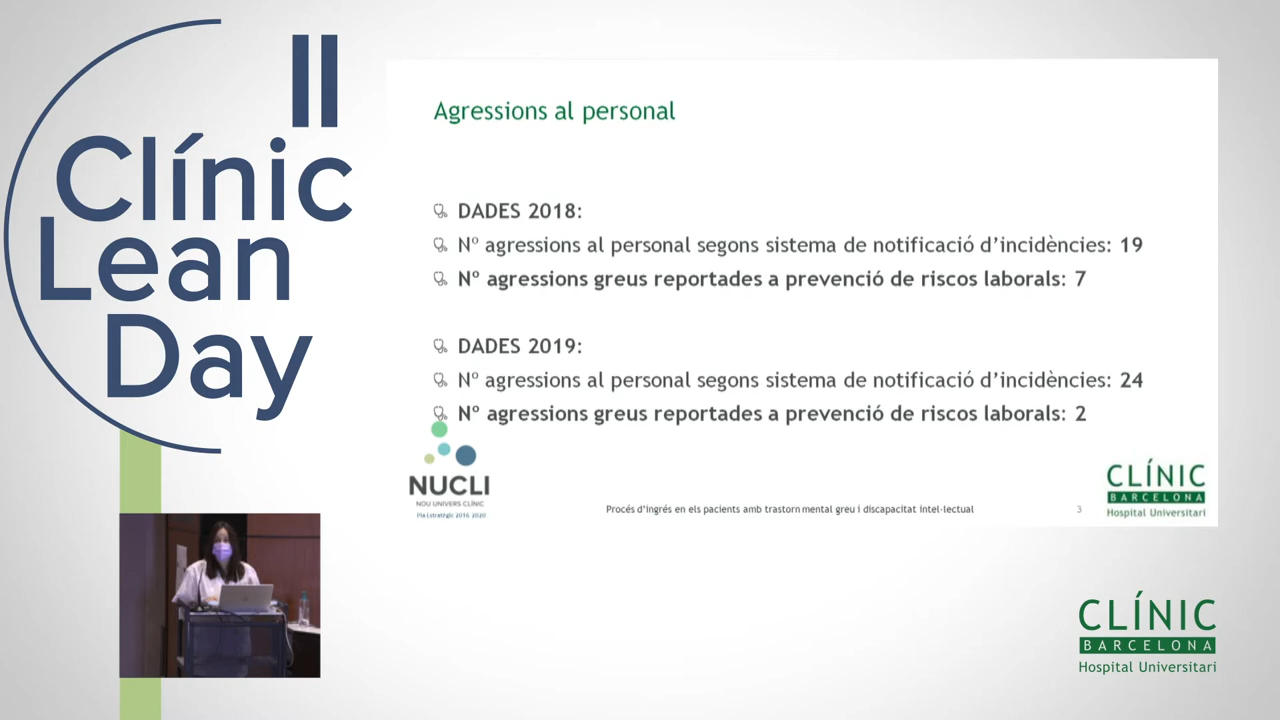 II
Clínic
Lean
Day
Agressions al personal
DADES 2018:
Nº agressions al personal segons sistema de notificació d'incidències: 19
Nº agressions greus reportades a prevenció de riscos laborals: 7
DADES 2019:
Nº agressions al personal segons sistema de notificació d'incidències: 24
Nº agressions greus reportades a prevenció de riscos laborals: 2
NUCLI
NOU UNIVERS CLÍNIC
Pla Estratègic 2016 2020
Procés d'ingrés en els pacients amb trastorn mental greu i discapacitat intel·lectual
3
CLÍNIC
BARCELONA
Hospital Universitari
CLÍNIC
BARCELONA
Hospital Universitari